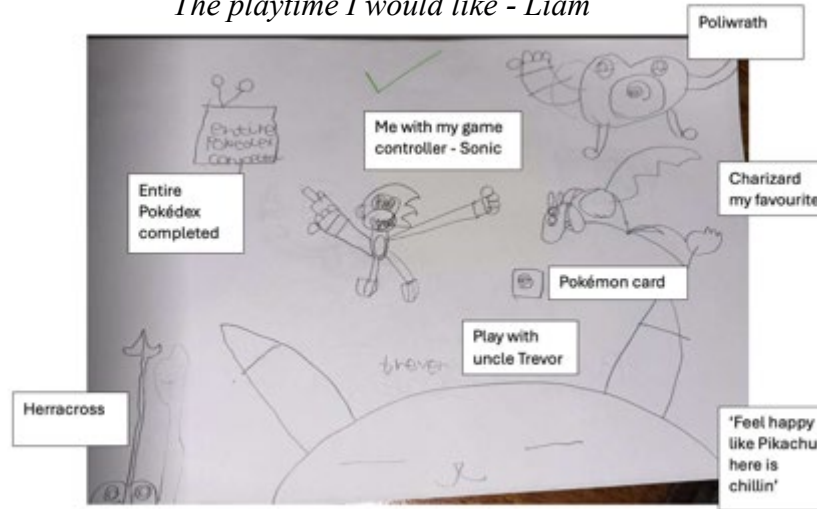 The playtime I would like - Liam
Poliwrath
entire
Pokedex
Me with my game
controller - Sonic
Entire
Pokédex
completed
Charizard
my favourite
Pokémon card
Play with
uncle Trevor
trevor
Herracross
'Feel happy
like Pikachu
here is
chillin'